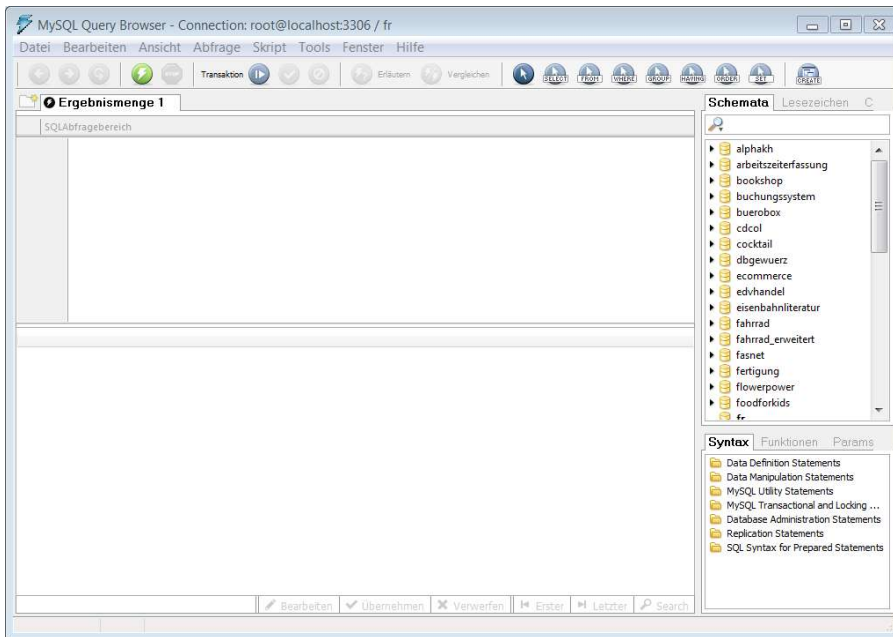 MySQL Query Browser - Connection: root@localhost:3306 / fr
Datei Bearbeiten Ansicht Abfrage Skript Tools Fenster Hilfe
Transaktion Erläutern Vergleichen SELECT FROM WHERE GROUP HAVING ORDER SET CREATE
Ergebnismenge 1
SQLAbfragebereich
Schemata Lesezeichen C
alphakh
arbeitszeiterfassung
bookshop
buchungssystem
buerobox
cdcol
cocktail
dbgewuerz
ecommerce
edvhandel
eisenbahnliteratur
fahrrad
fahrrad_erweitert
fasnet
fertigung
flowerpower
foodforkids
fr
Syntax Funktionen Params
Data Definition Statements
Data Manipulation Statements
MySQL Utility Statements
MySQL Transactional and Locking ...
Database Administration Statements
Replication Statements
SQL Syntax for Prepared Statements
Bearbeiten Übernehmen Verwerfen Erster Letzter Search